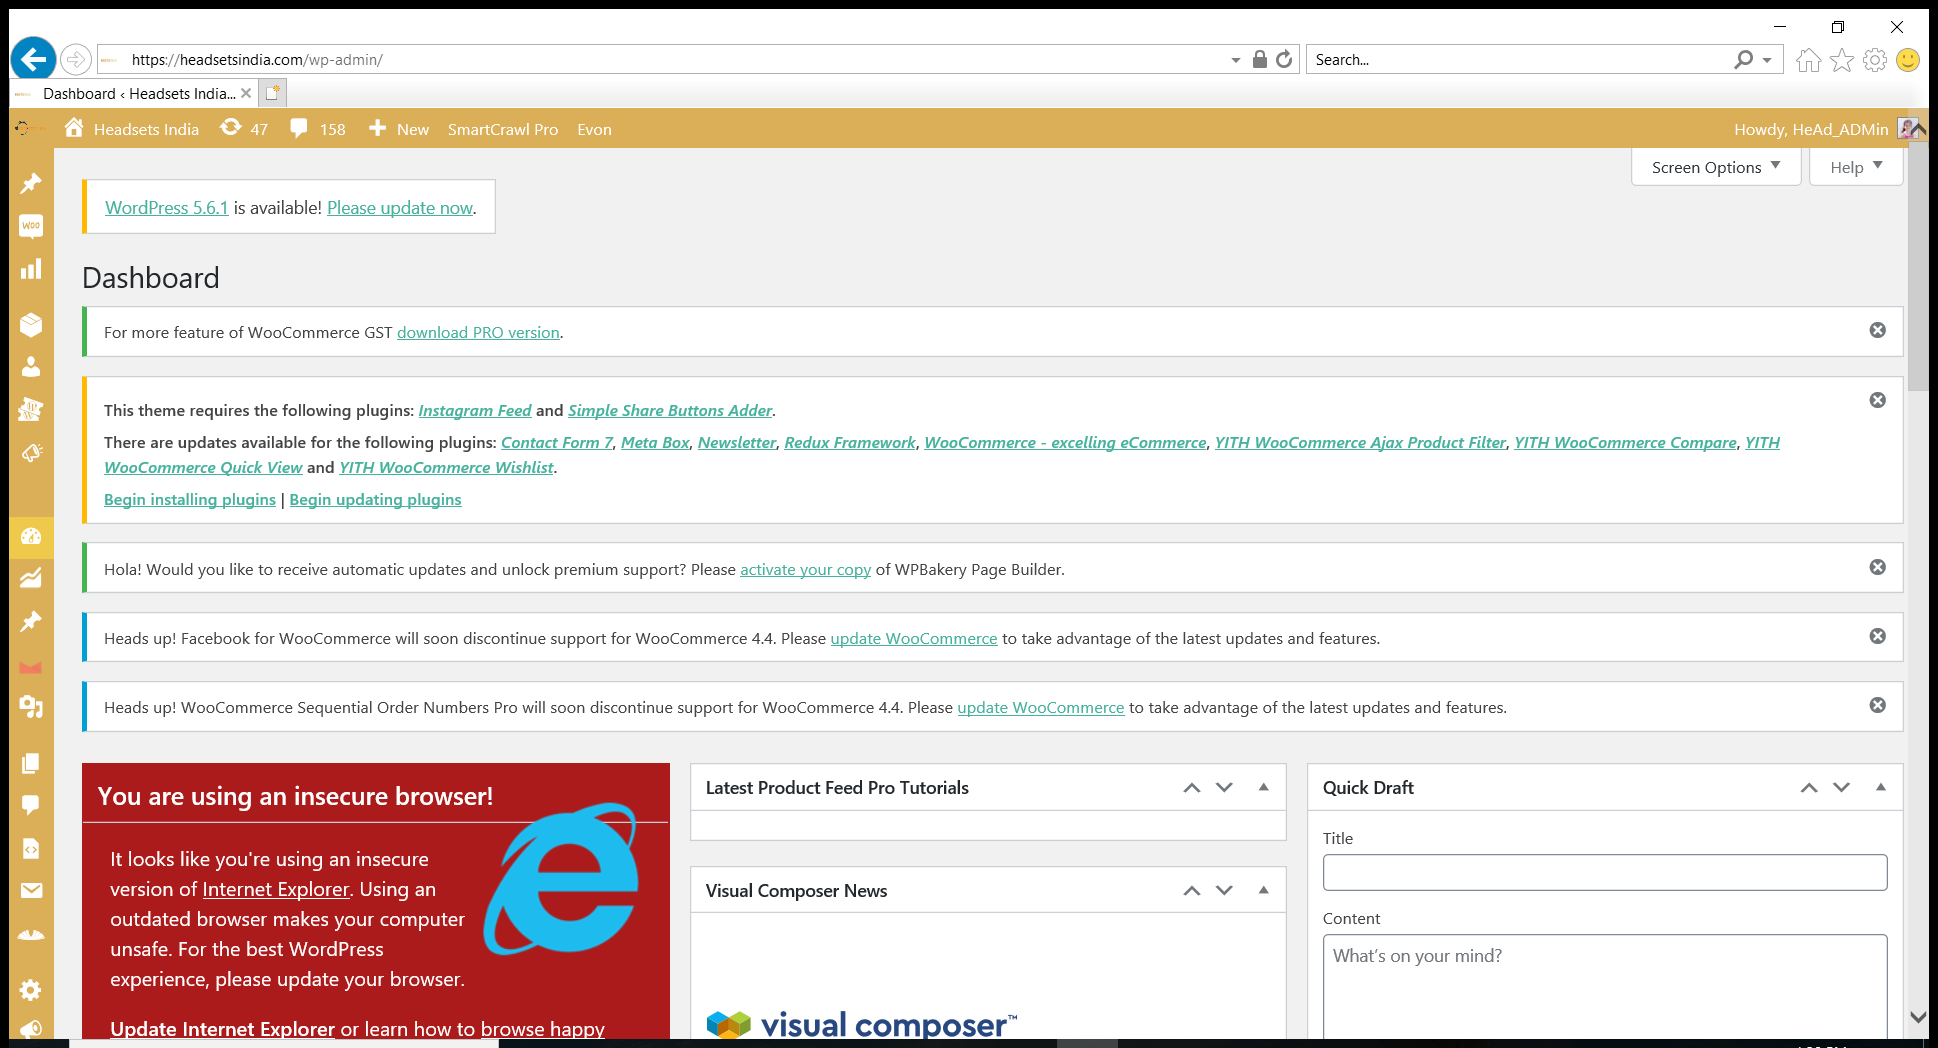 https://headsetsindia.com/wp-admin/
Search...
Dashboard ‹ Headsets India...
Headsets India 47 158 New SmartCrawl Pro Evon
Howdy, HeAd_ADMin
Screen Options Help
WordPress 5.6.1 is available! Please update now.
Dashboard
For more feature of WooCommerce GST download PRO version.
This theme requires the following plugins: Instagram Feed and Simple Share Buttons Adder.
There are updates available for the following plugins: Contact Form 7, Meta Box, Newsletter, Redux Framework, WooCommerce - excelling eCommerce, YITH WooCommerce Ajax Product Filter, YITH WooCommerce Compare, YITH
WooCommerce Quick View and YITH WooCommerce Wishlist.
Begin installing plugins | Begin updating plugins
Hola! Would you like to receive automatic updates and unlock premium support? Please activate your copy of WPBakery Page Builder.
Heads up! Facebook for WooCommerce will soon discontinue support for WooCommerce 4.4. Please update WooCommerce to take advantage of the latest updates and features.
Heads up! WooCommerce Sequential Order Numbers Pro will soon discontinue support for WooCommerce 4.4. Please update WooCommerce to take advantage of the latest updates and features.
You are using an insecure browser!
It looks like you're using an insecure
version of Internet Explorer. Using an
outdated browser makes your computer
unsafe. For the best WordPress
experience, please update your browser.
Update Internet Explorer or learn how to browse happy
Latest Product Feed Pro Tutorials
Visual Composer News
visual composer™
Quick Draft
Title
Content
What's on your mind?
Woo